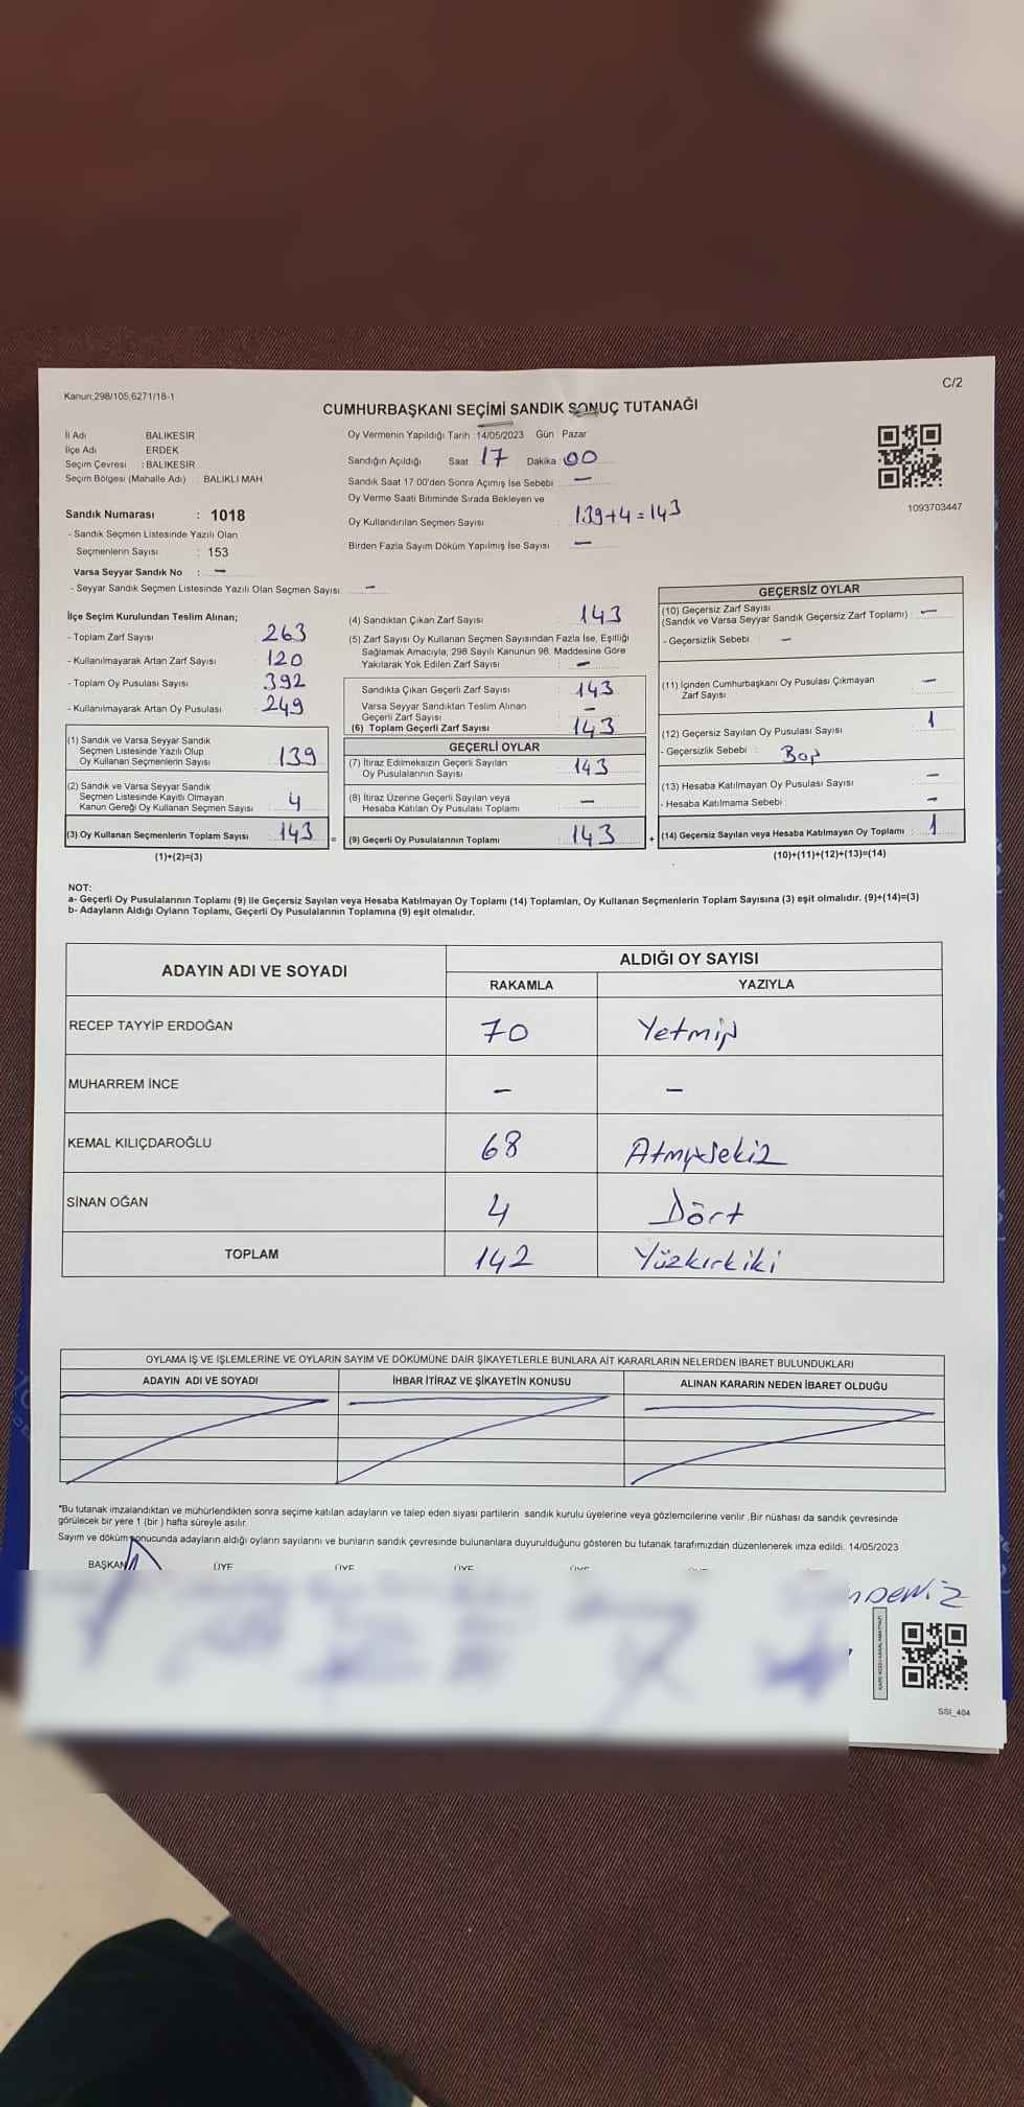 C/2
Kanun:298/105,6271/18-1
CUMHURBAŞKANI SEÇİMİ SANDIK SONUÇ TUTANAĞI
İl Adı BALIKESİR
İlçe Adı ERDEK
Seçim Çevresi : BALIKESİR
Seçim Bölgesi (Mahalle Adı) : BALIKLI MAH
Sandık Numarası : 1018
- Sandık Seçmen Listesinde Yazılı Olan
Seçmenlerin Sayısı : 153
Varsa Seyyar Sandık No : —
- Seyyar Sandık Seçmen Listesinde Yazılı Olan Seçmen Sayısı: —
Oy Vermenin Yapıldığı Tarih : 14/05/2023 Gün Pazar
Sandığın Açıldığı Saat 17 Dakika 00
Sandık Saat 17:00'den Sonra Açımış İse Sebebi —
Oy Verme Saati Bitiminde Sırada Bekleyen ve
Oy Kullandırılan Seçmen Sayısı : 139+4=143
Birden Fazla Sayım Döküm Yapılmış İse Sayısı —
1093703447
İlçe Seçim Kurulundan Teslim Alınan;
- Toplam Zarf Sayısı 263
- Kullanılmayarak Artan Zarf Sayısı 120
- Toplam Oy Pusulası Sayısı 392
- Kullanılmayarak Artan Oy Pusulası 249
(1) Sandık ve Varsa Seyyar Sandık
Seçmen Listesinde Yazılı Olup
Oy Kullanan Seçmenlerin Sayısı 139
(2) Sandık ve Varsa Seyyar Sandık
Seçmen Listesinde Kayıtlı Olmayan
Kanun Gereği Oy Kullanan Seçmen Sayısı 4
(3) Oy Kullanan Seçmenlerin Toplam Sayısı 143 =
(1)+(2)=(3)
(4) Sandıktan Çıkan Zarf Sayısı 143
(5) Zarf Sayısı Oy Kullanan Seçmen Sayısından Fazla İse, Eşitliği
Sağlamak Amacıyla, 298 Sayılı Kanunun 98. Maddesine Göre
Yakılarak Yok Edilen Zarf Sayısı : —
Sandıkta Çıkan Geçerli Zarf Sayısı 143
Varsa Seyyar Sandıktan Teslim Alınan
Geçerli Zarf Sayısı —
(6) Toplam Geçerli Zarf Sayısı 143
GEÇERLİ OYLAR
(7) İtiraz Edilmeksizin Geçerli Sayılan
Oy Pusulalarının Sayısı 143
(8) İtiraz Üzerine Geçerli Sayılan veya
Hesaba Katılan Oy Pusulası Toplamı —
(9) Geçerli Oy Pusulalarının Toplamı 143 +
GEÇERSİZ OYLAR
(10) Geçersiz Zarf Sayısı
(Sandık ve Varsa Seyyar Sandık Geçersiz Zarf Toplamı) : —
- Geçersizlik Sebebi : —
(11) İçinden Cumhurbaşkanı Oy Pusulası Çıkmayan
Zarf Sayısı —
(12) Geçersiz Sayılan Oy Pusulası Sayısı 1
- Geçersizlik Sebebi : Boş
(13) Hesaba Katılmayan Oy Pusulası Sayısı —
- Hesaba Katılmama Sebebi : —
(14) Geçersiz Sayılan veya Hesaba Katılmayan Oy Toplamı 1
(10)+(11)+(12)+(13)=(14)
NOT:
a- Geçerli Oy Pusulalarının Toplamı (9) ile Geçersiz Sayılan veya Hesaba Katılmayan Oy Toplamı (14) Toplamları, Oy Kullanan Seçmenlerin Toplam Sayısına (3) eşit olmalıdır. (9)+(14)=(3)
b- Adayların Aldığı Oyların Toplamı, Geçerli Oy Pusulalarının Toplamına (9) eşit olmalıdır.
ADAYIN ADI VE SOYADI ALDIĞI OY SAYISI
RAKAMLA YAZIYLA
RECEP TAYYİP ERDOĞAN 70 Yetmiş
MUHARREM İNCE — —
KEMAL KILIÇDAROĞLU 68 Atmışsekiz
SİNAN OĞAN 4 Dört
TOPLAM 142 Yüzkırkiki
OYLAMA İŞ VE İŞLEMLERİNE VE OYLARIN SAYIM VE DÖKÜMÜNE DAİR ŞİKAYETLERLE BUNLARA AİT KARARLARIN NELERDEN İBARET BULUNDUKLARI
ADAYIN ADI VE SOYADI İHBAR İTİRAZ VE ŞİKAYETİN KONUSU ALINAN KARARIN NEDEN İBARET OLDUĞU
*Bu tutanak imzalandıktan ve mühürlendikten sonra seçime katılan adayların ve talep eden siyasi partilerin sandık kurulu üyelerine veya gözlemcilerine verilir .Bir nüshası da sandık çevresinde
görülecek bir yere 1 (bir ) hafta süreyle asılır.
Sayım ve döküm sonucunda adayların aldığı oyların sayılarını ve bunların sandık çevresinde bulunanlara duyurulduğunu gösteren bu tutanak tarafımızdan düzenlenerek imza edildi. 14/05/2023
BAŞKAN ÜYE ÜYE ÜYE ÜYE
SSI_404